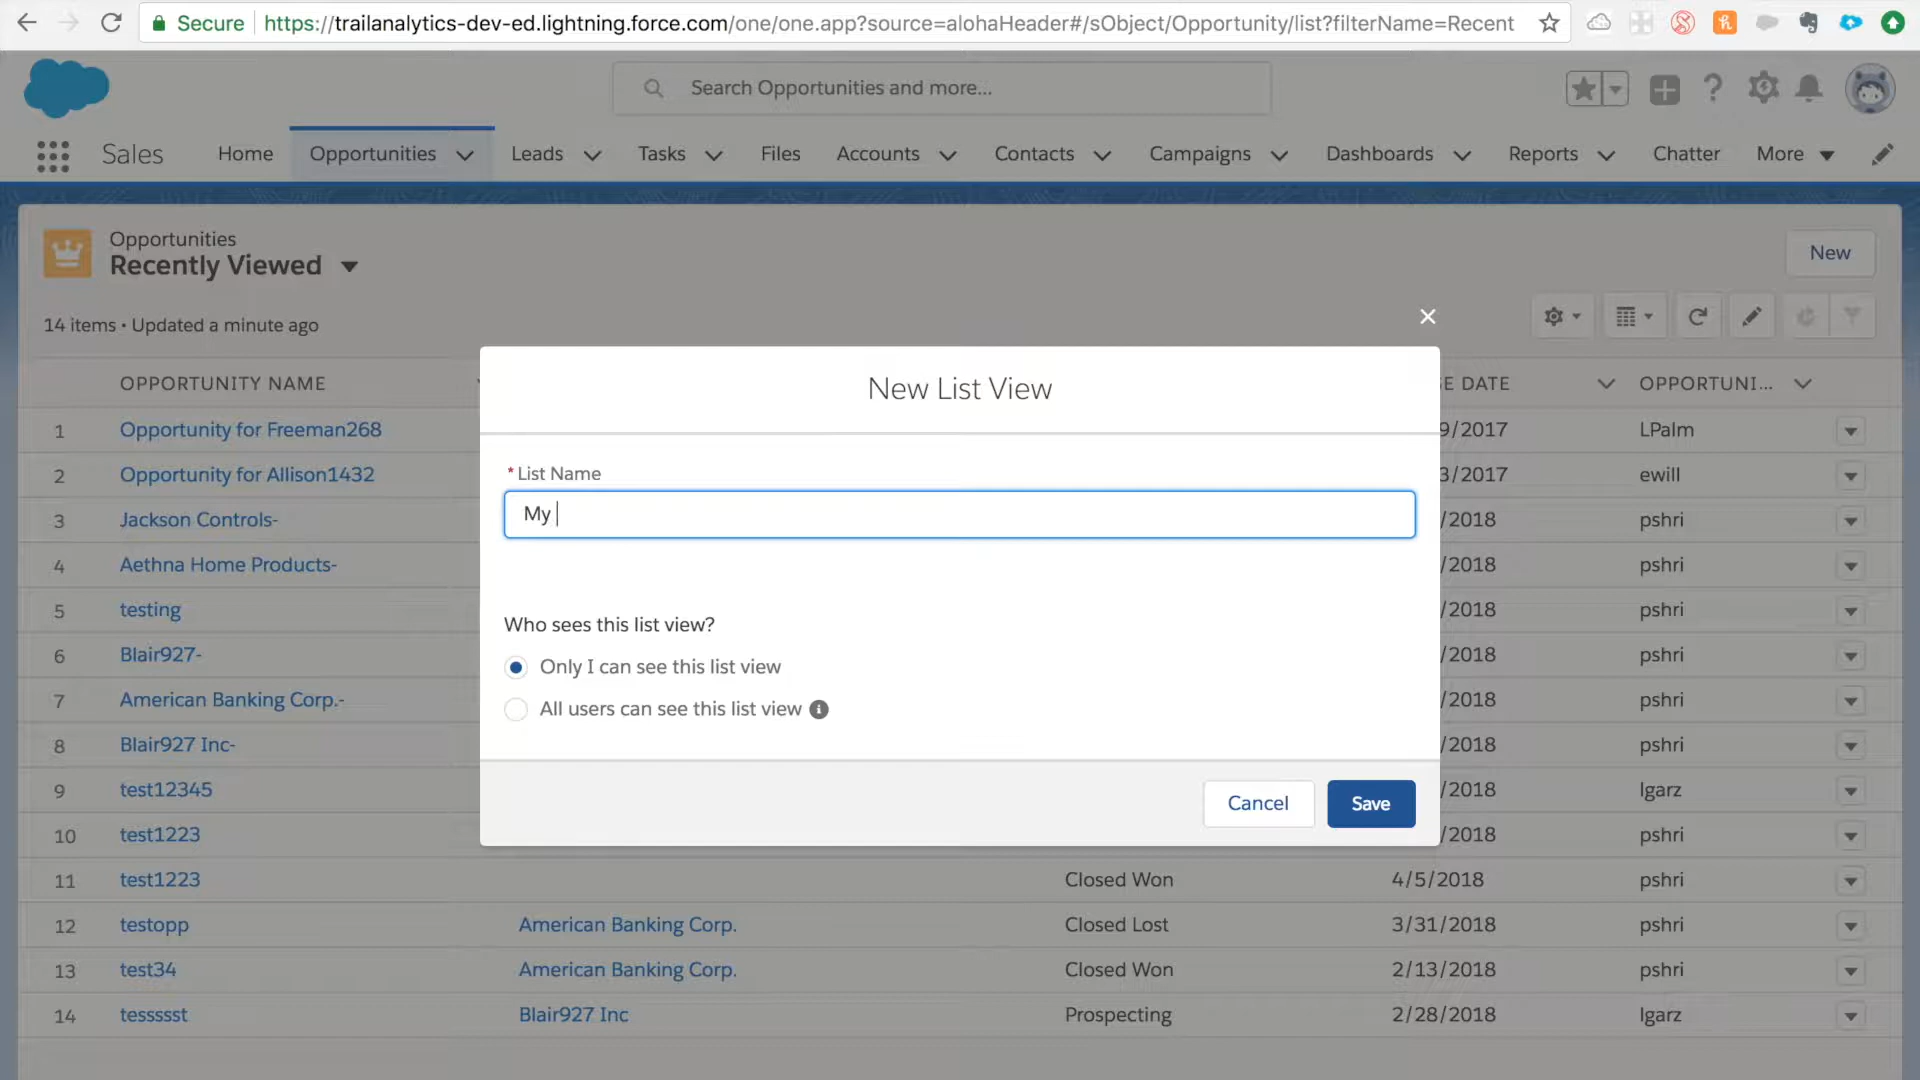 Secure https://trailanalytics-dev-ed.lightning.force.com/one/one.app?source=alohaHeader#/sObject/Opportunity/list?filterName=Recent
Search Opportunities and more...
Sales Home Opportunities Leads Tasks Files Accounts Contacts Campaigns Dashboards Reports Chatter More
Opportunities
Recently Viewed
New
14 items • Updated a minute ago
New List View
OPPORTUNITY NAME E DATE OPPORTUNI...
1 Opportunity for Freeman268 9/2017 LPalm
* List Name
2 Opportunity for Allison1432 3/2017 ewill
My
3 Jackson Controls- /2018 pshri
4 Aethna Home Products- /2018 pshri
5 testing /2018 pshri
Who sees this list view?
6 Blair927- /2018 pshri
Only I can see this list view
7 American Banking Corp.- /2018 pshri
All users can see this list view
8 Blair927 Inc- /2018 pshri
9 test12345 /2018 lgarz
Cancel Save
10 test1223 /2018 pshri
11 test1223 Closed Won 4/5/2018 pshri
12 testopp American Banking Corp. Closed Lost 3/31/2018 pshri
13 test34 American Banking Corp. Closed Won 2/13/2018 pshri
14 tessssst Blair927 Inc Prospecting 2/28/2018 lgarz